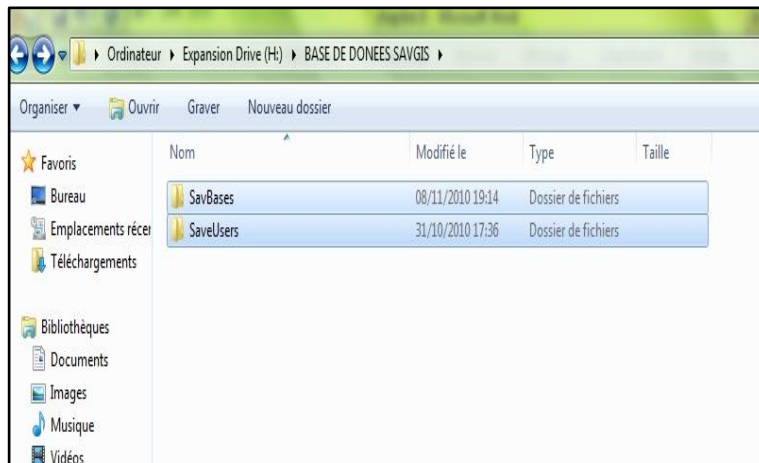 Ordinateur ▸ Expansion Drive (H:) ▸ BASE DE DONEES SAVGIS ▸
Organiser ▾ Ouvrir Graver Nouveau dossier
Nom Modifié le Type Taille
Favoris
Bureau
Emplacements récer
Téléchargements
SavBases 08/11/2010 19:14 Dossier de fichiers
SaveUsers 31/10/2010 17:36 Dossier de fichiers
Bibliothèques
Documents
Images
Musique
Vidéos